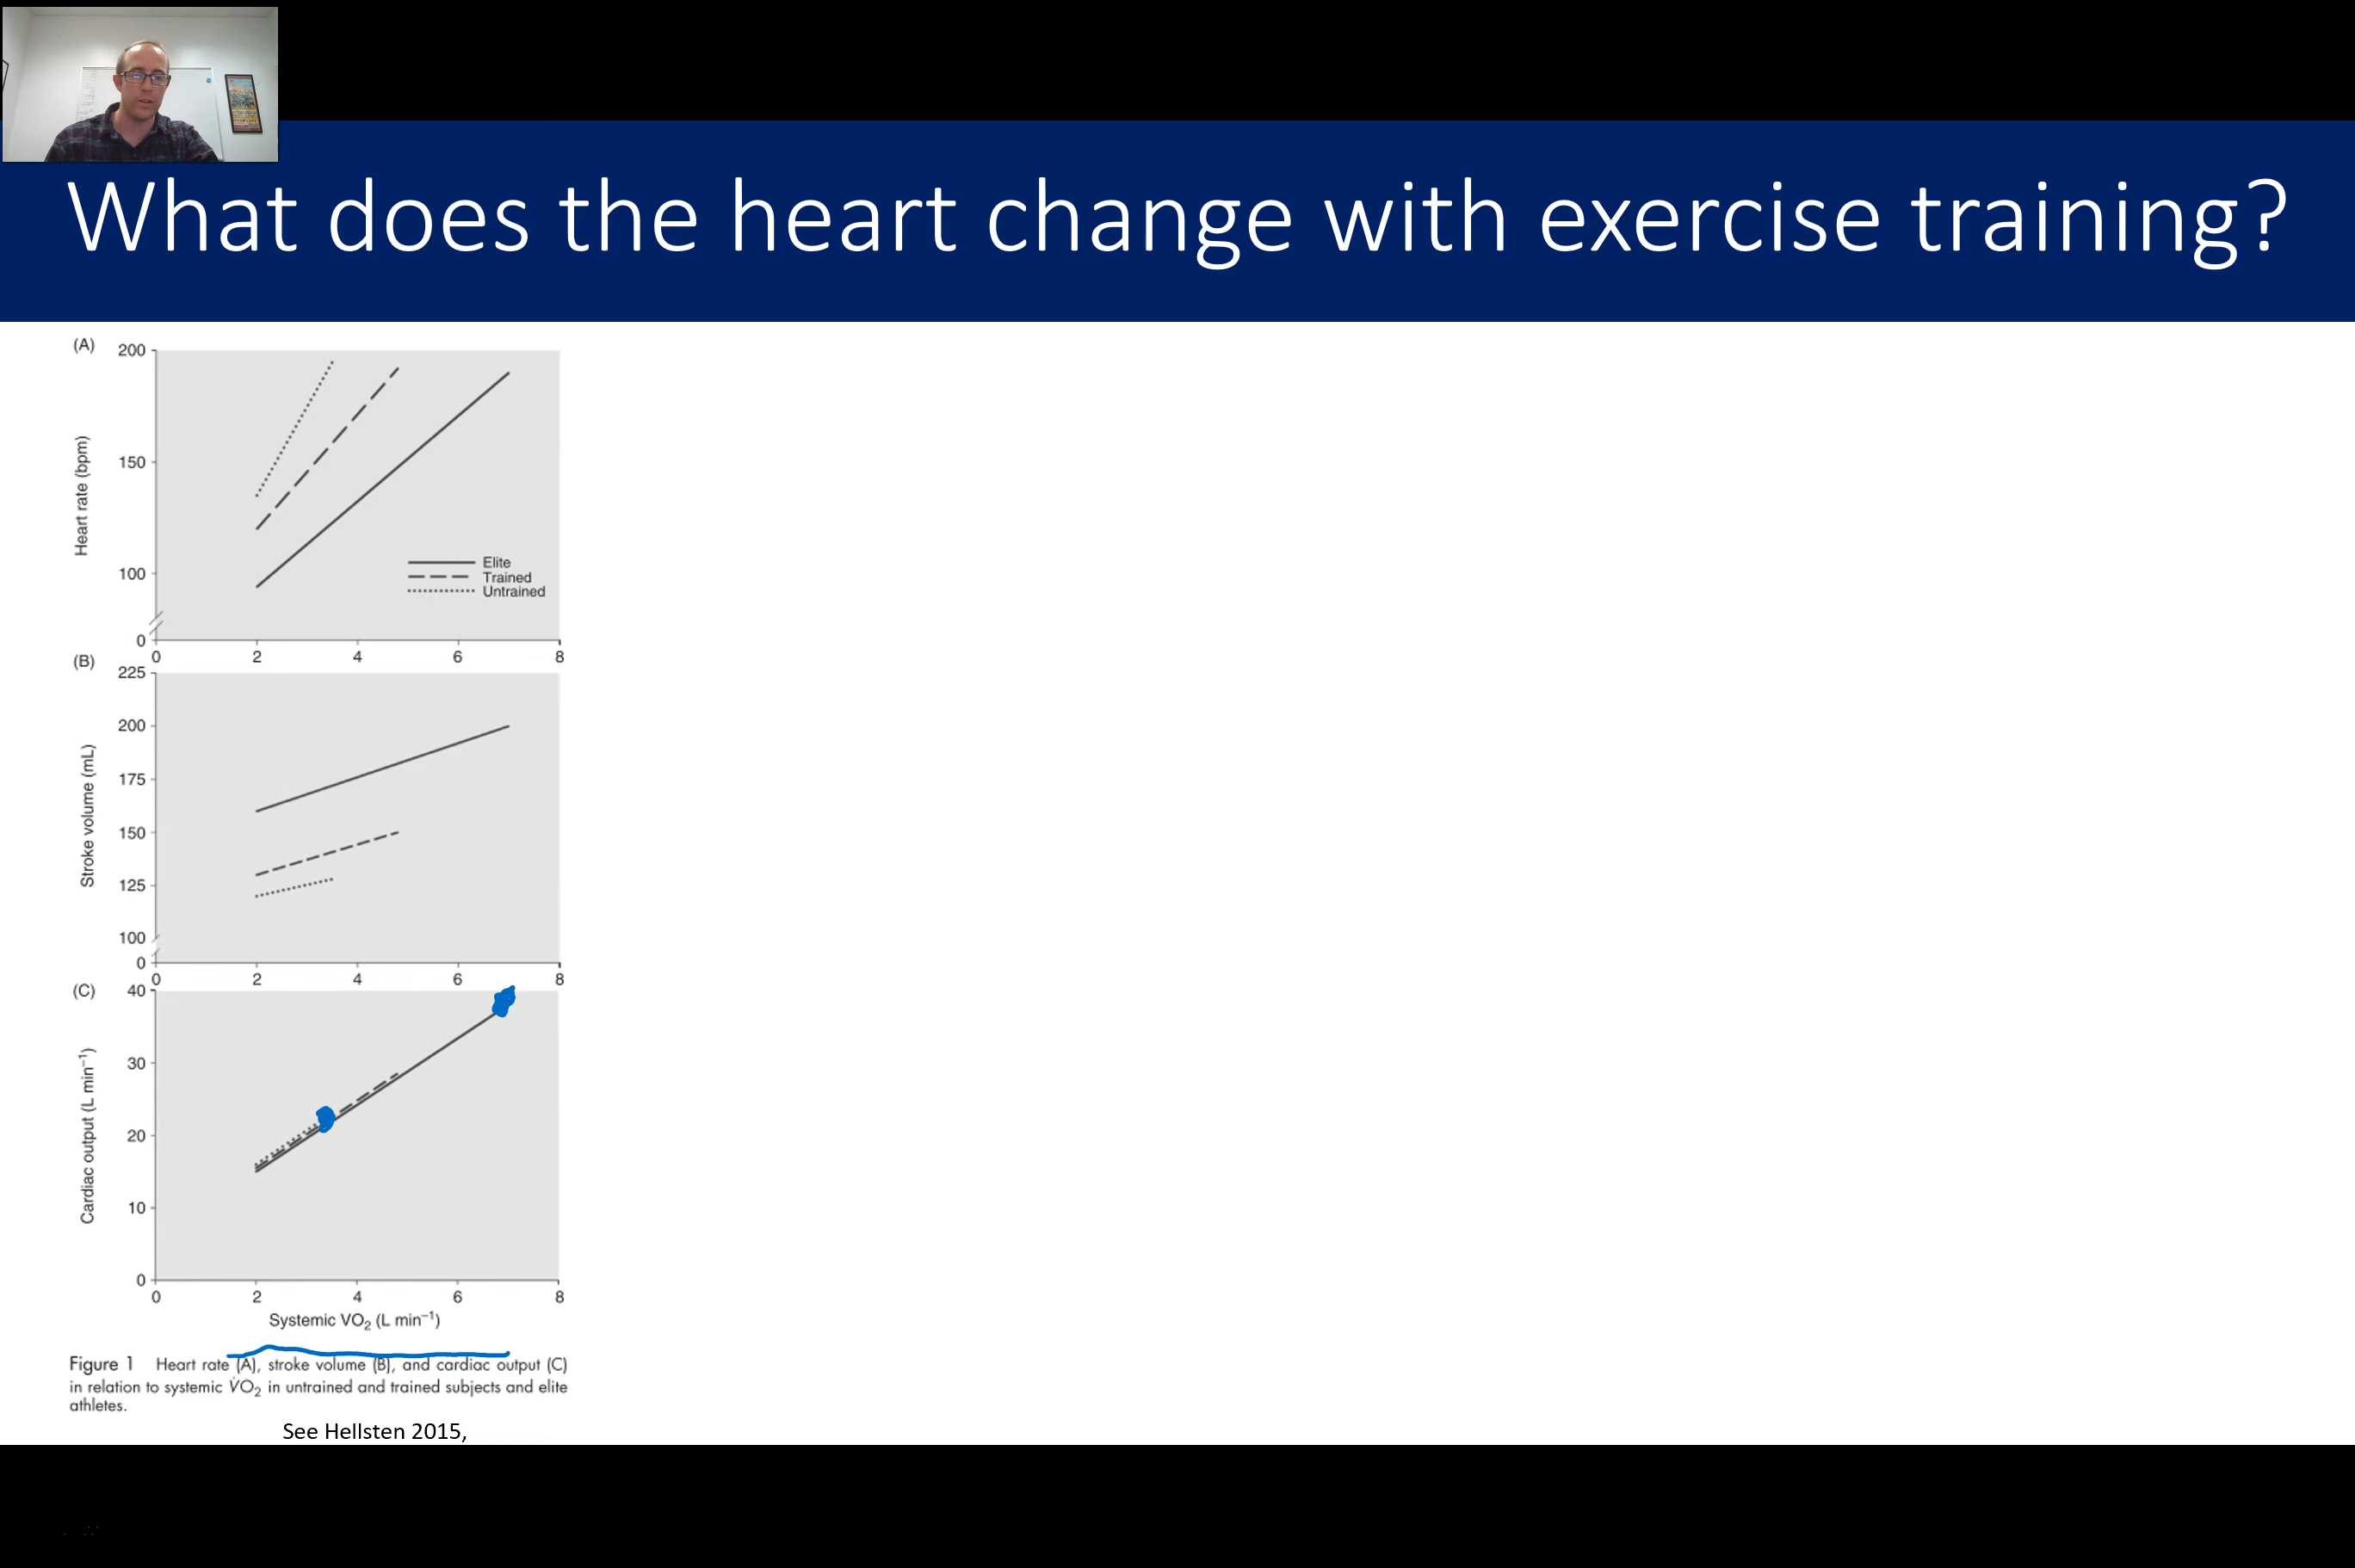 What does the heart change with exercise training?
(A)
200
150
100
0
Heart rate (bpm)
Elite
Trained
Untrained
0 2 4 6 8
(B)
225
200
175
150
125
100
0
Stroke volume (mL)
0 2 4 6 8
(C)
40
30
20
10
0
Cardiac output (L min⁻¹)
0 2 4 6 8
Systemic VO₂ (L min⁻¹)
Figure 1 Heart rate (A), stroke volume (B), and cardiac output (C)
in relation to systemic V̇O₂ in untrained and trained subjects and elite
athletes.
See Hellsten 2015,